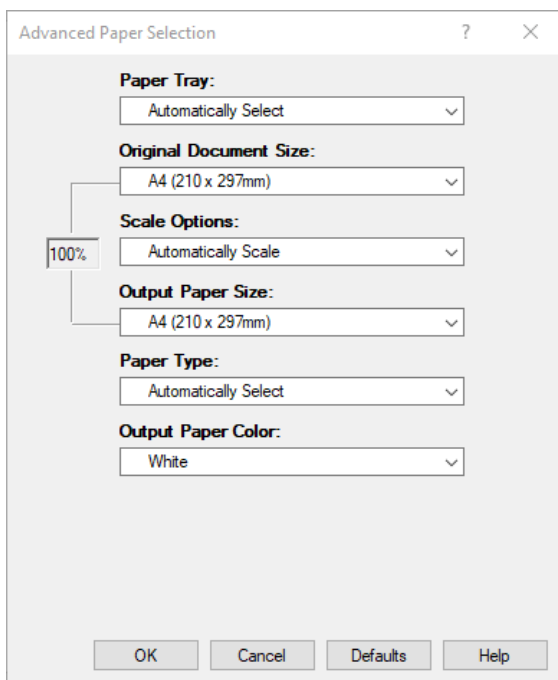 Advanced Paper Selection
?
Paper Tray:
Automatically Select
Original Document Size:
A4 (210 x 297mm)
Scale Options:
100%
Automatically Scale
Output Paper Size:
A4 (210 x 297mm)
Paper Type:
Automatically Select
Output Paper Color:
White
OK Cancel Defaults Help